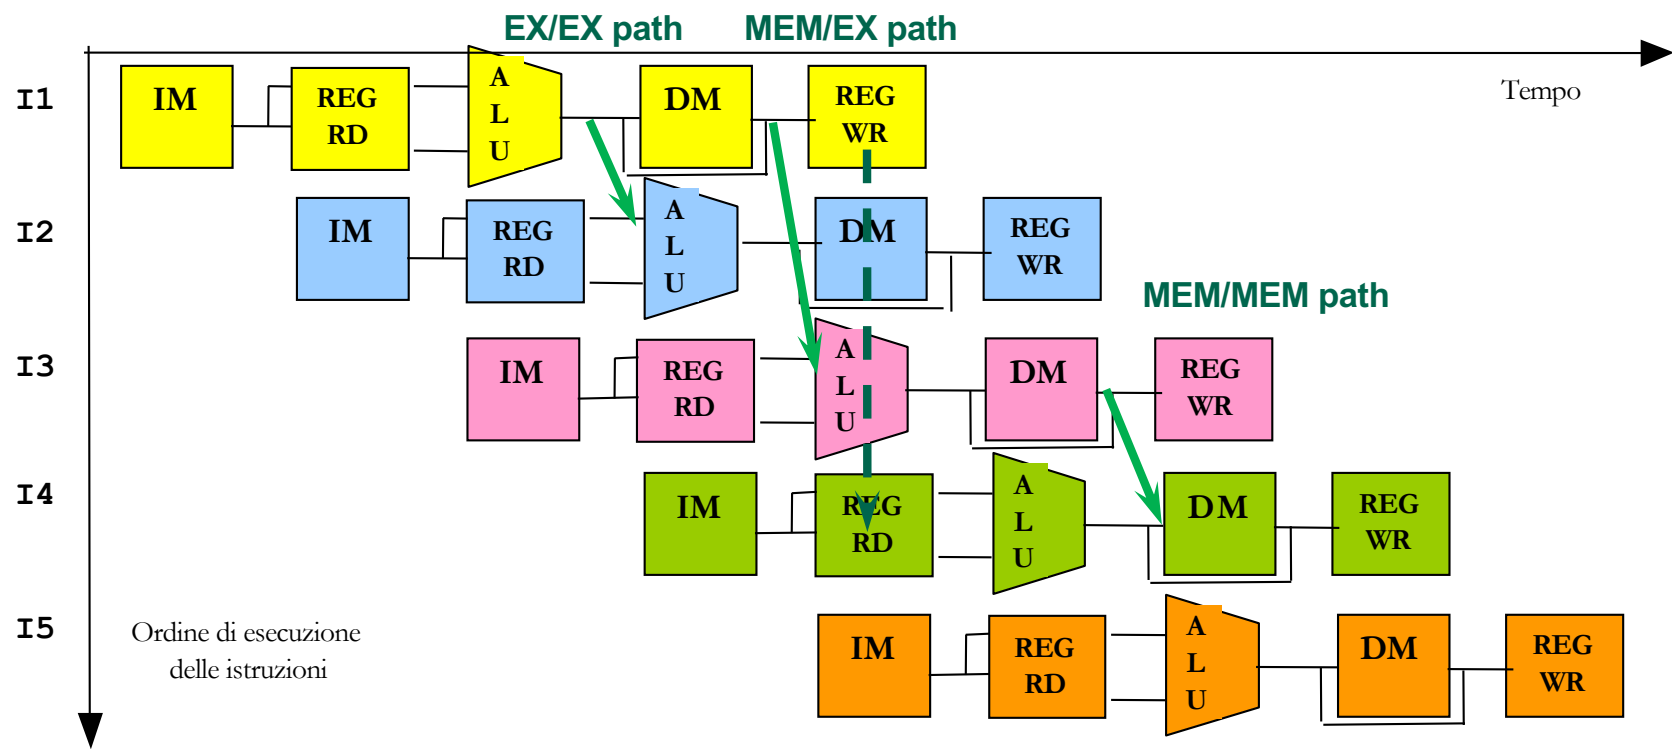 EX/EX path MEM/EX path
Tempo
I1 IM REG RD A L U DM REG WR
I2 IM REG RD A L U DM REG WR
MEM/MEM path
I3 IM REG RD A L U DM REG WR
I4 IM REG RD A L U DM REG WR
I5 IM REG RD A L U DM REG WR
Ordine di esecuzione
delle istruzioni